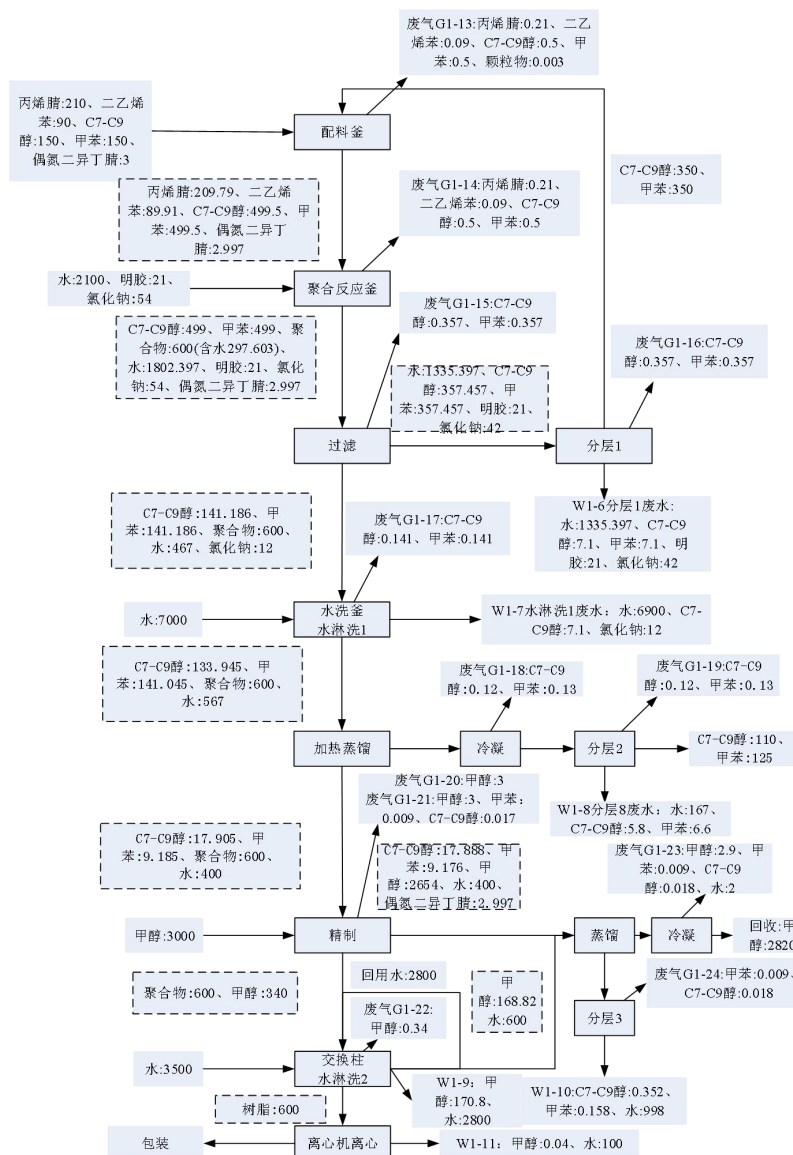 废气G1-13:丙烯腈:0.21、二乙
烯苯:0.09、C7-C9醇:0.5、甲
苯:0.5、颗粒物:0.003
丙烯腈:210、二乙烯
苯:90、C7-C9
醇:150、甲苯:150、
偶氮二异丁腈:3
配料釜
C7-C9醇:350、
甲苯:350
丙烯腈:209.79、二乙烯
苯:89.91、C7-C9醇:499.5、甲
苯:499.5、偶氮二异丁
腈:2.997
废气G1-14:丙烯腈:0.21、
二乙烯苯:0.09、C7-C9
醇:0.5、甲苯:0.5
水:2100、明胶:21、
氯化钠:54
聚合反应釜
废气G1-15:C7-C9
醇:0.357、甲苯:0.357
C7-C9醇:499、甲苯:499、聚
合物:600(含水297.603)、
水:1802.397、明胶:21、氯化
钠:54、偶氮二异丁腈:2.997
废气G1-16:C7-C9
醇:0.357、甲苯:0.357
水:1335.397、C7-C9
醇:357.457、甲
苯:357.457、明胶:21、
氯化钠:42
过滤
分层1
C7-C9醇:141.186、甲
苯:141.186、聚合物:600、
水:467、氯化钠:12
废气G1-17:C7-C9
醇:0.141、甲苯:0.141
W1-6分层1废水:
水:1335.397、C7-C9
醇:7.1、甲苯:7.1、明
胶:21、氯化钠:42
水:7000
水洗釜
水淋洗1
W1-7水淋洗1废水；水:6900、C7-
C9醇:7.1、氯化钠:12
C7-C9醇:133.945、甲
苯:141.045、聚合物:600、
水:567
废气G1-18:C7-C9
醇:0.12、甲苯:0.13
废气G1-19:C7-C9
醇:0.12、甲苯:0.13
加热蒸馏
冷凝
分层2
C7-C9醇:110、
甲苯:125
废气G1-20:甲醇:3
废气G1-21:甲醇:3、甲苯:
0.009、C7-C9醇:0.017
W1-8分层8废水；水:167、
C7-C9醇:5.8、甲苯:6.6
C7-C9醇:17.905、甲
苯:9.185、聚合物:600、
水:400
C7-C9醇:17.888、甲
苯:9.176、甲
醇:2654、水:400、
偶氮二异丁腈:2.997
废气G1-23:甲醇:2.9、甲
苯:0.009、C7-C9
醇:0.018、水:2
甲醇:3000
精制
蒸馏
冷凝
回收:甲
醇:2820
聚合物:600、甲醇:340
回用水:2800
甲
醇:168.82
水:600
废气G1-24:甲苯:0.009、
C7-C9醇:0.018
废气G1-22:
甲醇:0.34
分层3
水:3500
交换柱
水淋洗2
W1-9：甲
醇:170.8、
水:2800
W1-10:C7-C9醇:0.352、
甲苯:0.158、水:998
树脂:600
包装
离心机离心
W1-11：甲醇:0.04、水:100